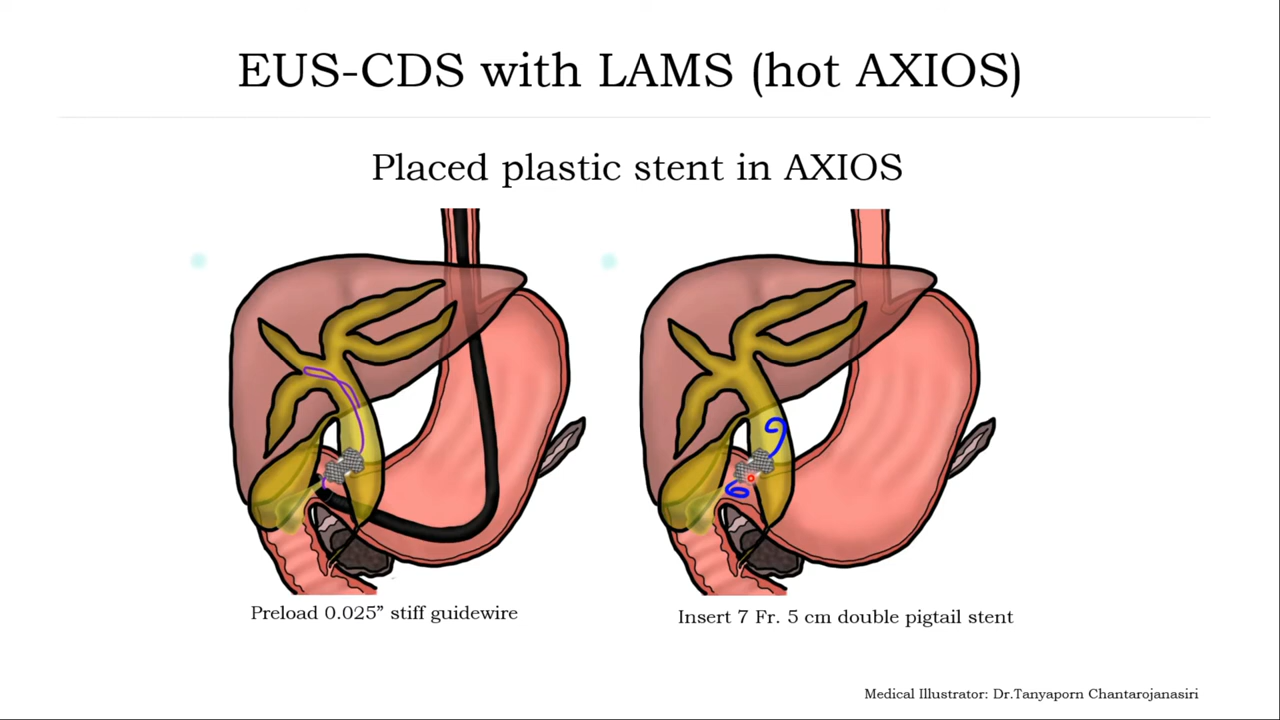 EUS-CDS with LAMS (hot AXIOS)
Placed plastic stent in AXIOS
Preload 0.025” stiff guidewire
Insert 7 Fr. 5 cm double pigtail stent
Medical Illustrator: Dr.Tanyaporn Chantarojanasiri